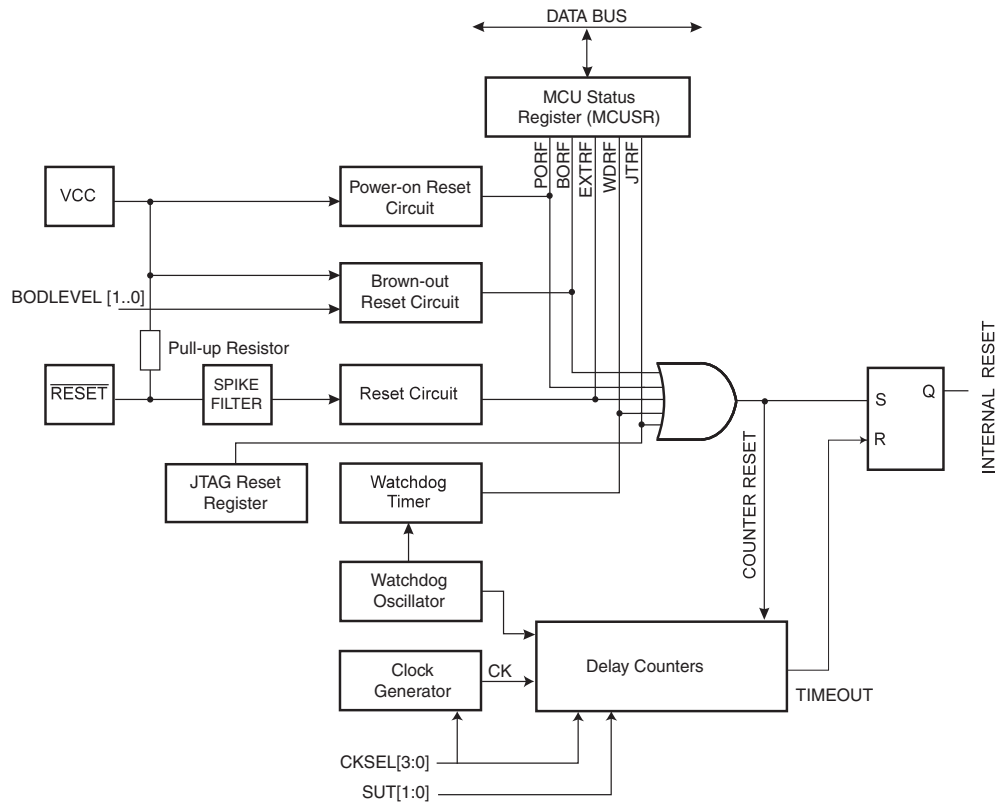 DATA BUS
MCU Status
Register (MCUSR)
PORF
BORF
EXTRF
WDRF
JTRF
VCC
Power-on Reset
Circuit
Brown-out
Reset Circuit
BODLEVEL [1..0]
Pull-up Resistor
RESET
SPIKE
FILTER
Reset Circuit
JTAG Reset
Register
Watchdog
Timer
Watchdog
Oscillator
Clock
Generator
CK
Delay Counters
COUNTER RESET
S
R
Q
INTERNAL RESET
TIMEOUT
CKSEL[3:0]
SUT[1:0]